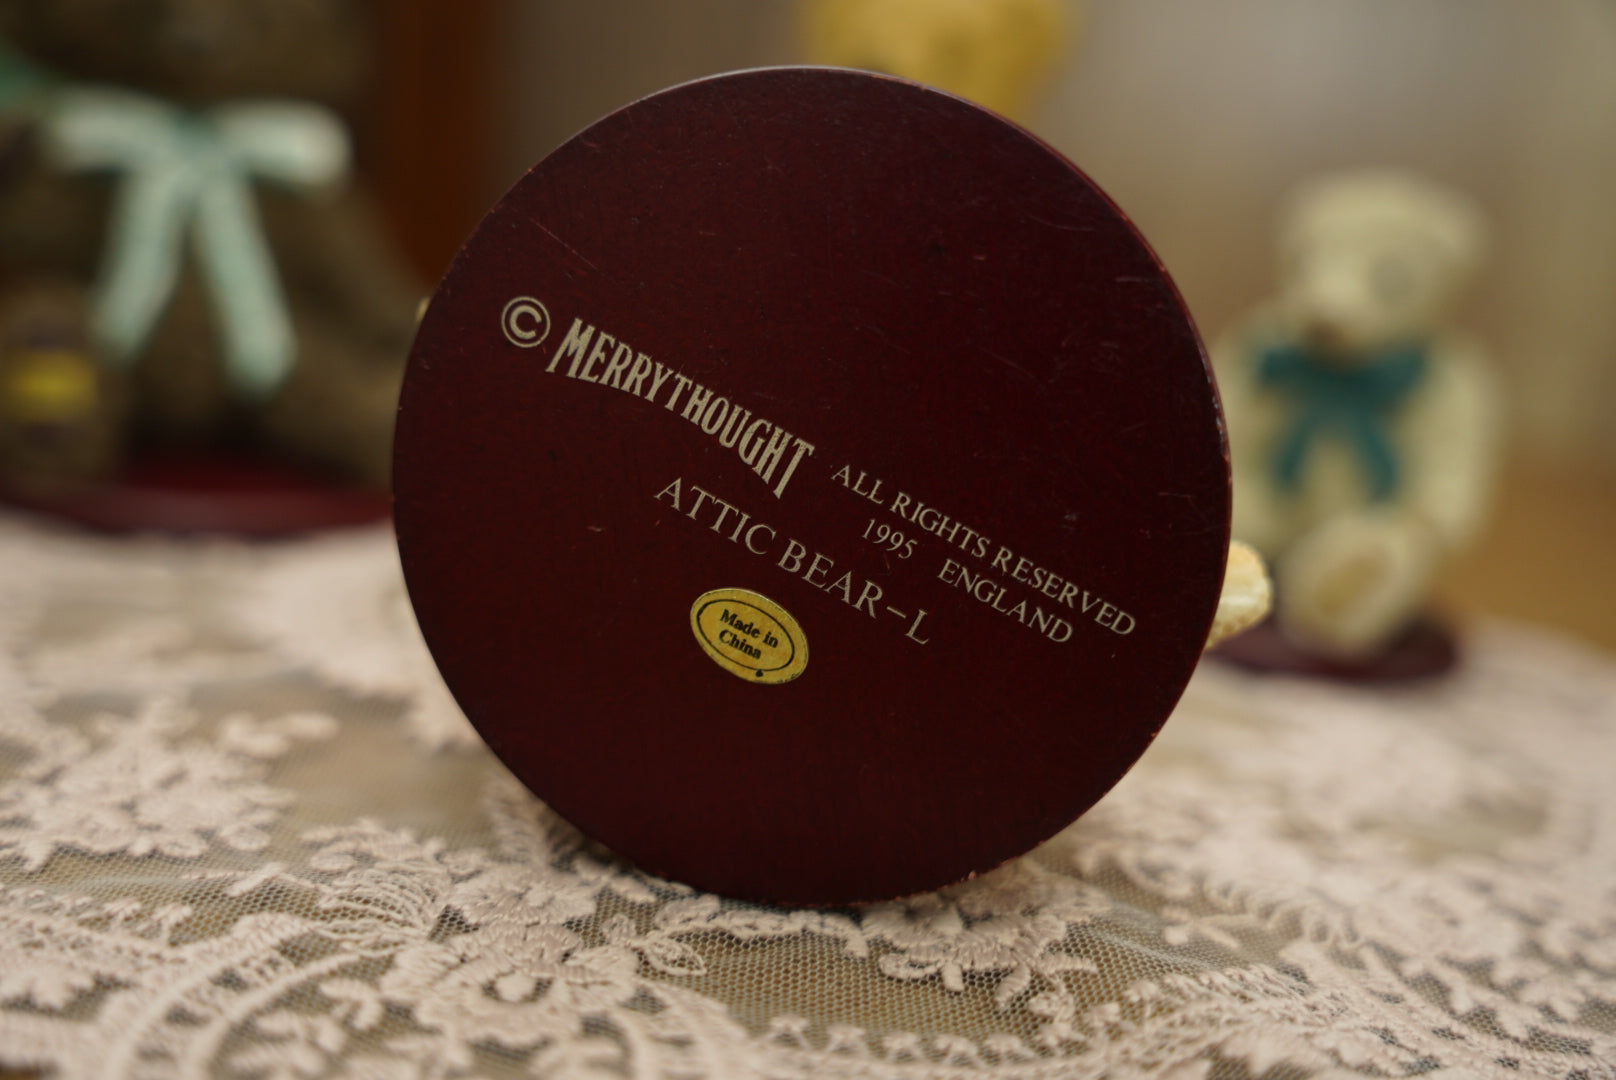 © MERRYTHOUGHT ALL RIGHTS RESERVED
1995 ENGLAND
ATTIC BEAR-L
Made in
China